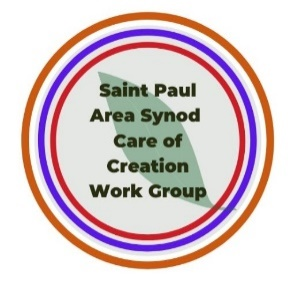 Saint Paul
Area Synod
Care of
Creation
Work Group